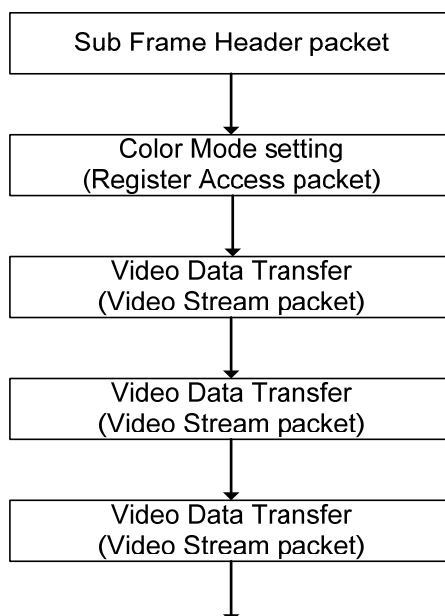 Sub Frame Header packet
Color Mode setting
(Register Access packet)
Video Data Transfer
(Video Stream packet)
Video Data Transfer
(Video Stream packet)
Video Data Transfer
(Video Stream packet)